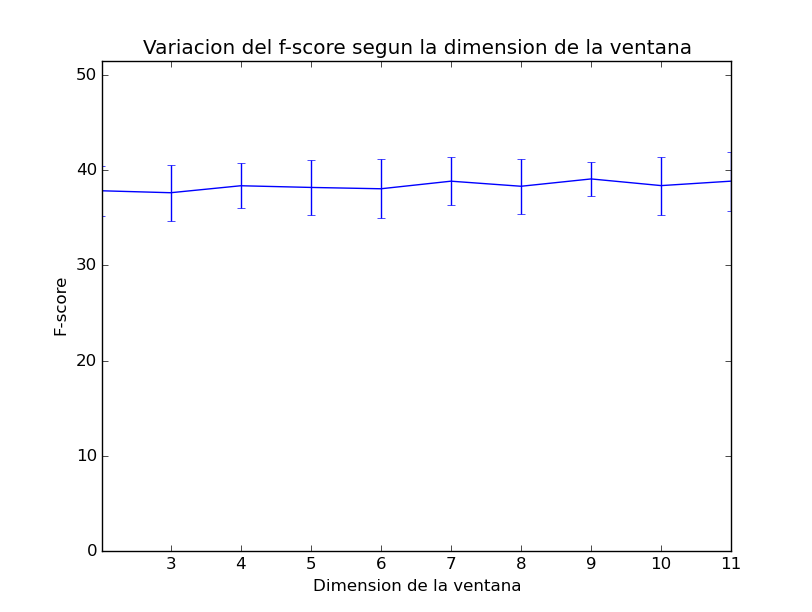 Variacion del f-score segun la dimension de la ventana
50
40
30
20
10
0
F-score
3 4 5 6 7 8 9 10 11
Dimension de la ventana